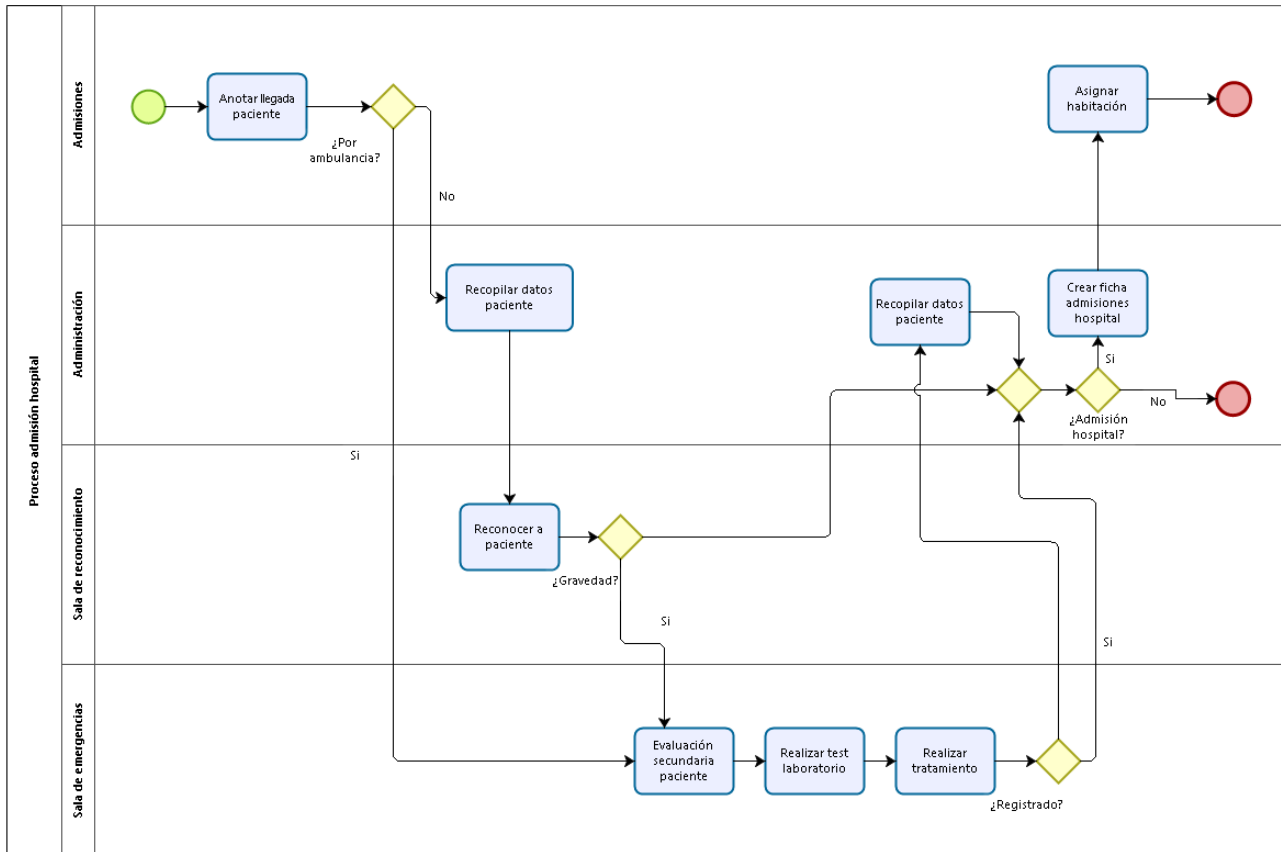 Proceso admisión hospital
Admisiones
Anotar llegada
paciente
¿Por
ambulancia?
No
Asignar
habitación
Administración
Recopilar datos
paciente
Recopilar datos
paciente
Crear ficha
admisiones
hospital
Si
¿Admisión
hospital?
No
Sala de reconocimiento
Si
Reconocer a
paciente
¿Gravedad?
Si
Si
Sala de emergencias
Evaluación
secundaria
paciente
Realizar test
laboratorio
Realizar
tratamiento
¿Registrado?